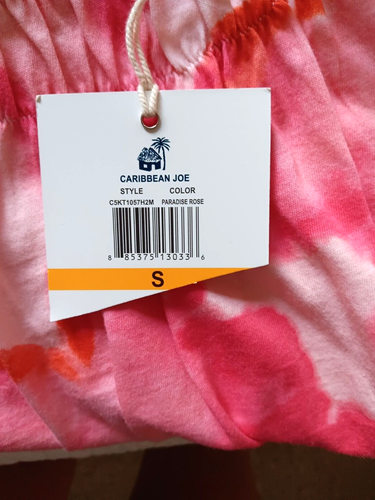 CARIBBEAN JOE
STYLE COLOR
C5KT1057H2M PARADISE ROSE
8 85375 13033 6
S